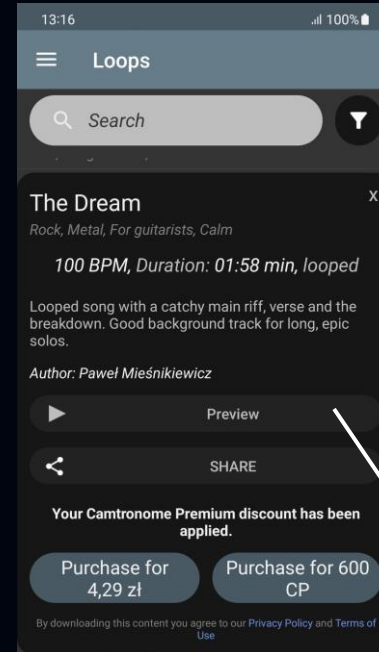 13:16
100%
Loops
Search
The Dream
X
Rock, Metal, For guitarists, Calm
100 BPM, Duration: 01:58 min, looped
Looped song with a catchy main riff, verse and the
breakdown. Good background track for long, epic
solos.
Author: Paweł Mieśnikiewicz
Preview
SHARE
Your Camtronome Premium discount has been
applied.
Purchase for
4,29 zł
Purchase for 600
CP
By downloading this content you agree to our Privacy Policy and Terms of
Use